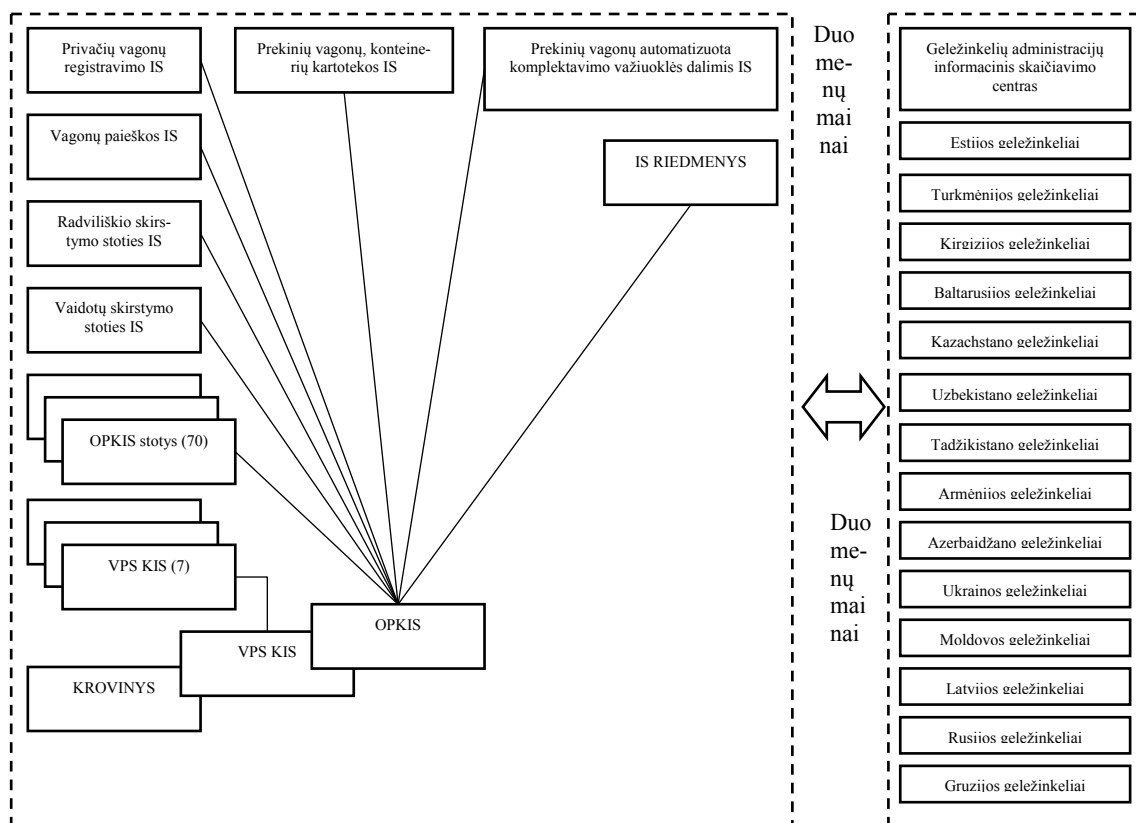 Privačių vagonų
registravimo IS
Prekinių vagonų, konteine-
rių kartotekos IS
Prekinių vagonų automatizuota
komplektavimo važiuoklės dalimis IS
Vagonų paieškos IS
IS RIEDMENYS
Radviliškio skirs-
tymo stoties IS
Vaidotų skirstymo
stoties IS
OPKIS stotys (70)
VPS KIS (7)
OPKIS
VPS KIS
KROVINYS
Duo
me-
nų
mai
nai
Duo
me-
nų
mai
nai
Geležinkelių administracijų
informacinis skaičiavimo
centras
Estijos geležinkeliai
Turkmėnijos geležinkeliai
Kirgizijos geležinkeliai
Baltarusijos geležinkeliai
Kazachstano geležinkeliai
Uzbekistano geležinkeliai
Tadžikistano geležinkeliai
Armėnijos geležinkeliai
Azerbaidžano geležinkeliai
Ukrainos geležinkeliai
Moldovos geležinkeliai
Latvijos geležinkeliai
Rusijos geležinkeliai
Gruzijos geležinkeliai